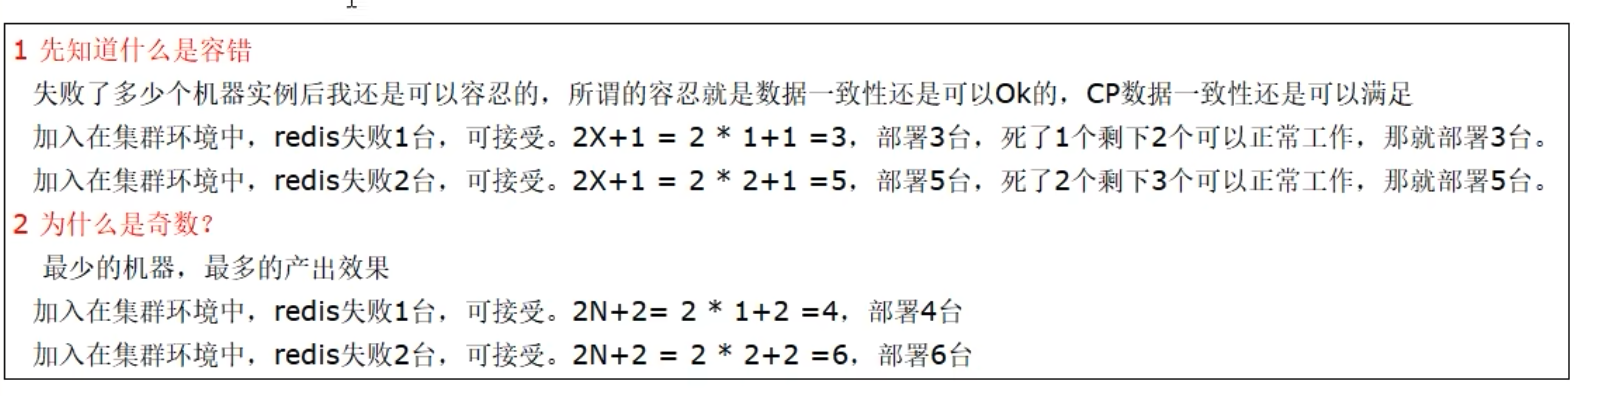 1 先知道什么是容错
失败了多少个机器实例后我还是可以容忍的，所谓的容忍就是数据一致性还是可以Ok的，CP数据一致性还是可以满足
加入在集群环境中，redis失败1台，可接受。2X+1 = 2 * 1+1 =3，部署3台，死了1个剩下2个可以正常工作，那就部署3台。
加入在集群环境中，redis失败2台，可接受。2X+1 = 2 * 2+1 =5，部署5台，死了2个剩下3个可以正常工作，那就部署5台。
2 为什么是奇数？
最少的机器，最多的产出效果
加入在集群环境中，redis失败1台，可接受。2N+2= 2 * 1+2 =4，部署4台
加入在集群环境中，redis失败2台，可接受。2N+2 = 2 * 2+2 =6，部署6台